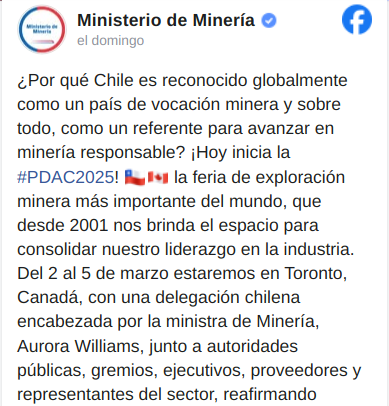 Ministerio de Minería
Ministerio de Minería
el domingo
¿Por qué Chile es reconocido globalmente
como un país de vocación minera y sobre
todo, como un referente para avanzar en
minería responsable? ¡Hoy inicia la
#PDAC2025! 🇨🇱🇨🇦 la feria de exploración
minera más importante del mundo, que
desde 2001 nos brinda el espacio para
consolidar nuestro liderazgo en la industria.
Del 2 al 5 de marzo estaremos en Toronto,
Canadá, con una delegación chilena
encabezada por la ministra de Minería,
Aurora Williams, junto a autoridades
públicas, gremios, ejecutivos, proveedores y
representantes del sector, reafirmando